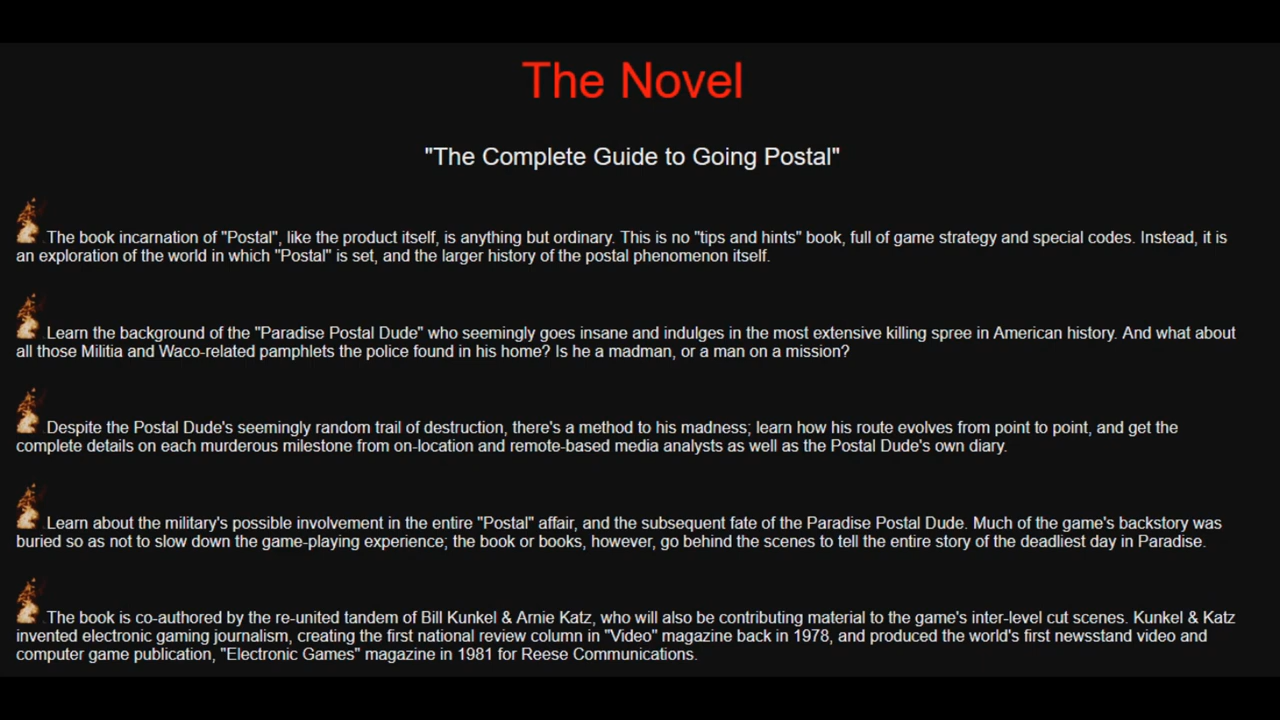 The Novel
"The Complete Guide to Going Postal"
The book incarnation of "Postal", like the product itself, is anything but ordinary. This is no "tips and hints" book, full of game strategy and special codes. Instead, it is
an exploration of the world in which "Postal" is set, and the larger history of the postal phenomenon itself.
Learn the background of the "Paradise Postal Dude" who seemingly goes insane and indulges in the most extensive killing spree in American history. And what about
all those Militia and Waco-related pamphlets the police found in his home? Is he a madman, or a man on a mission?
Despite the Postal Dude's seemingly random trail of destruction, there's a method to his madness; learn how his route evolves from point to point, and get the
complete details on each murderous milestone from on-location and remote-based media analysts as well as the Postal Dude's own diary.
Learn about the military's possible involvement in the entire "Postal" affair, and the subsequent fate of the Paradise Postal Dude. Much of the game's backstory was
buried so as not to slow down the game-playing experience; the book or books, however, go behind the scenes to tell the entire story of the deadliest day in Paradise.
The book is co-authored by the re-united tandem of Bill Kunkel & Arnie Katz, who will also be contributing material to the game's inter-level cut scenes. Kunkel & Katz
invented electronic gaming journalism, creating the first national review column in "Video" magazine back in 1978, and produced the world's first newsstand video and
computer game publication, "Electronic Games" magazine in 1981 for Reese Communications.